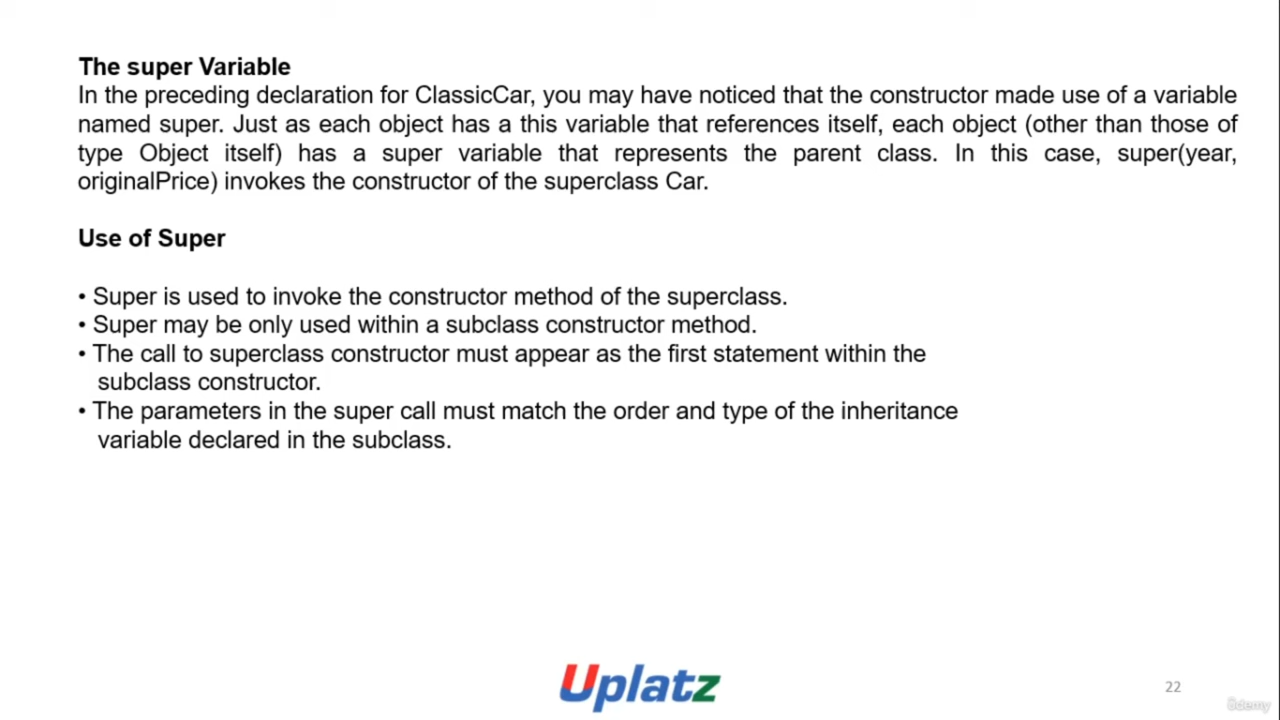 The super Variable
In the preceding declaration for ClassicCar, you may have noticed that the constructor made use of a variable
named super. Just as each object has a this variable that references itself, each object (other than those of
type Object itself) has a super variable that represents the parent class. In this case, super(year,
originalPrice) invokes the constructor of the superclass Car.
Use of Super
• Super is used to invoke the constructor method of the superclass.
• Super may be only used within a subclass constructor method.
• The call to superclass constructor must appear as the first statement within the
subclass constructor.
• The parameters in the super call must match the order and type of the inheritance
variable declared in the subclass.
Uplatz
22
ûdemy